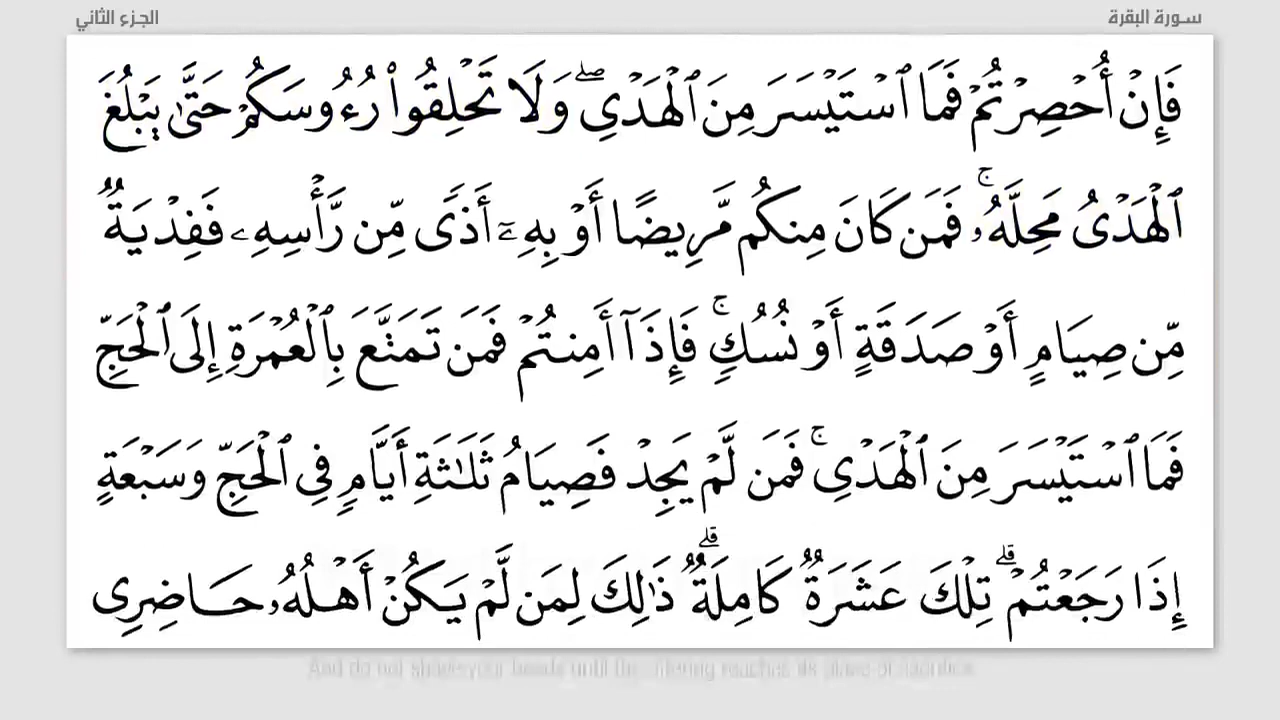 سورة البقرة
الجزء الثاني
فَإِنْ أُحْصِرْتُمْ فَمَا ٱسْتَيْسَرَ مِنَ ٱلْهَدْىِ ۖ وَلَا تَحْلِقُوا۟ رُءُوسَكُمْ حَتَّىٰ يَبْلُغَ
ٱلْهَدْىُ مَحِلَّهُۥ ۚ فَمَن كَانَ مِنكُم مَّرِيضًا أَوْ بِهِۦٓ أَذًى مِّن رَّأْسِهِۦ فَفِدْيَةٌ
مِّن صِيَامٍ أَوْ صَدَقَةٍ أَوْ نُسُكٍ ۚ فَإِذَآ أَمِنتُمْ فَمَن تَمَتَّعَ بِٱلْعُمْرَةِ إِلَى ٱلْحَجِّ
فَمَا ٱسْتَيْسَرَ مِنَ ٱلْهَدْىِ ۚ فَمَن لَّمْ يَجِدْ فَصِيَامُ ثَلَـٰثَةِ أَيَّامٍ فِى ٱلْحَجِّ وَسَبْعَةٍ
إِذَا رَجَعْتُمْ ۗ تِلْكَ عَشَرَةٌ كَامِلَةٌ ۗ ذَٰلِكَ لِمَن لَّمْ يَكُنْ أَهْلُهُۥ حَاضِرِى
And do not shave your heads until the offering reaches its place of sacrifice